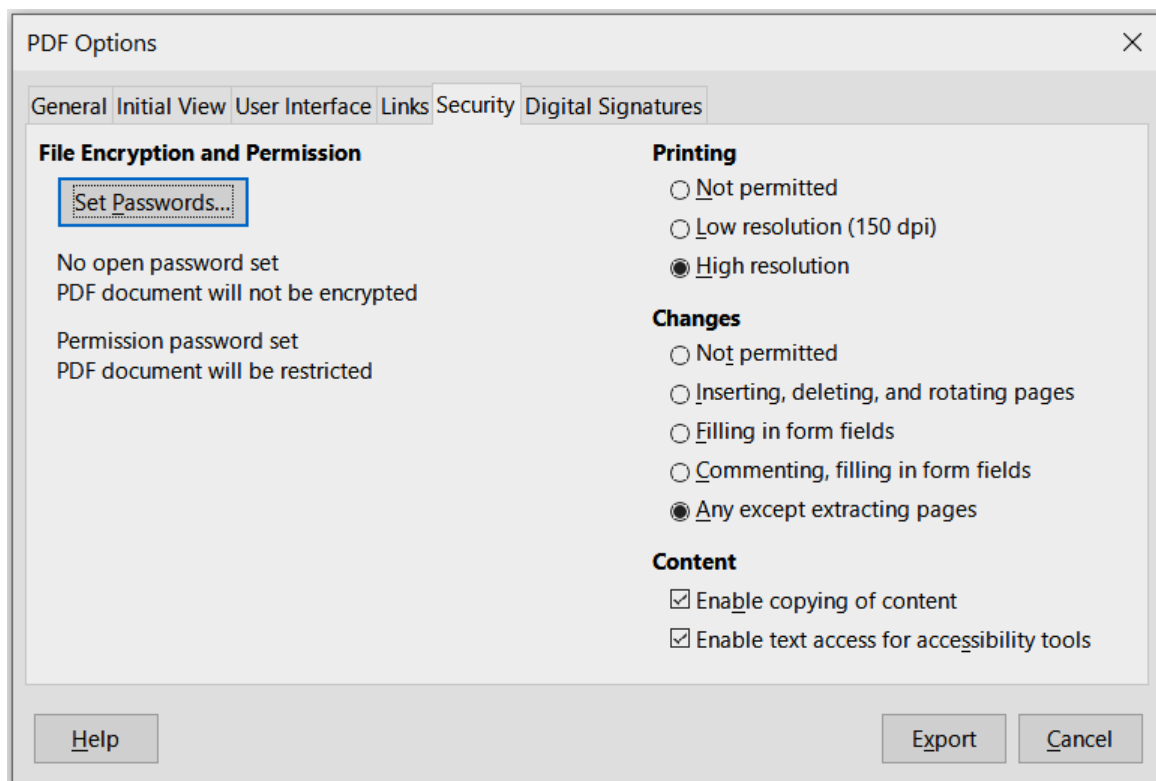 PDF Options
General Initial View User Interface Links Security Digital Signatures
File Encryption and Permission
Set Passwords...
No open password set
PDF document will not be encrypted
Permission password set
PDF document will be restricted
Printing
Not permitted
Low resolution (150 dpi)
High resolution
Changes
Not permitted
Inserting, deleting, and rotating pages
Filling in form fields
Commenting, filling in form fields
Any except extracting pages
Content
Enable copying of content
Enable text access for accessibility tools
Help
Export
Cancel